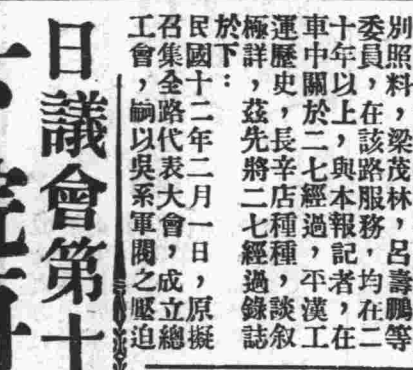 別照料，梁茂林，呂壽鵬等
委員，在該路服務，均在二
十年以上，與本報記者，在
車中關於二七經過，平漢工
運歷史，長辛店種種，談叙
極詳，茲先將二七經過錄誌
於下：
民國十二年二月一日，原擬
召集全路代表大會，成立總
工會，嗣以吳系軍閥之壓迫
日議會第十